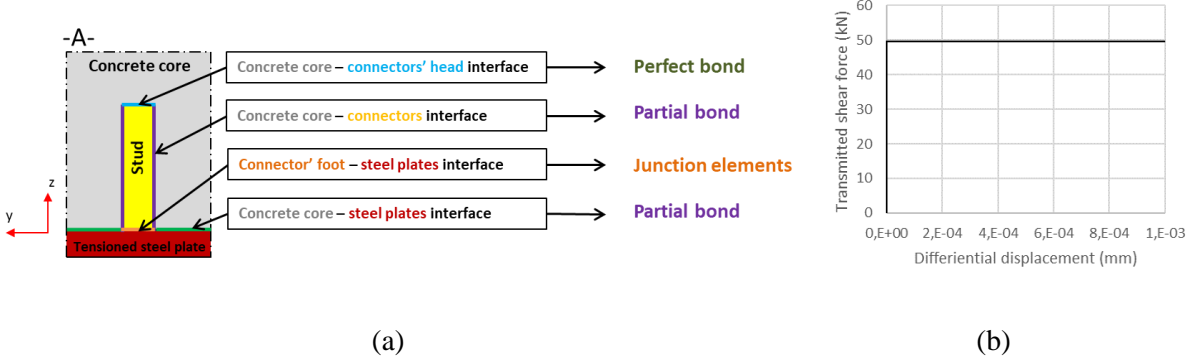 -A-
Concrete core
Stud
Tensioned steel plate
z
y
Concrete core – connectors' head interface
Perfect bond
Concrete core – connectors interface
Partial bond
Connector' foot – steel plates interface
Junction elements
Concrete core – steel plates interface
Partial bond
(a)
Transmitted shear force (kN)
60
50
40
30
20
10
0
0,E+00 2,E-04 4,E-04 6,E-04 8,E-04 1,E-03
Differiential displacement (mm)
(b)